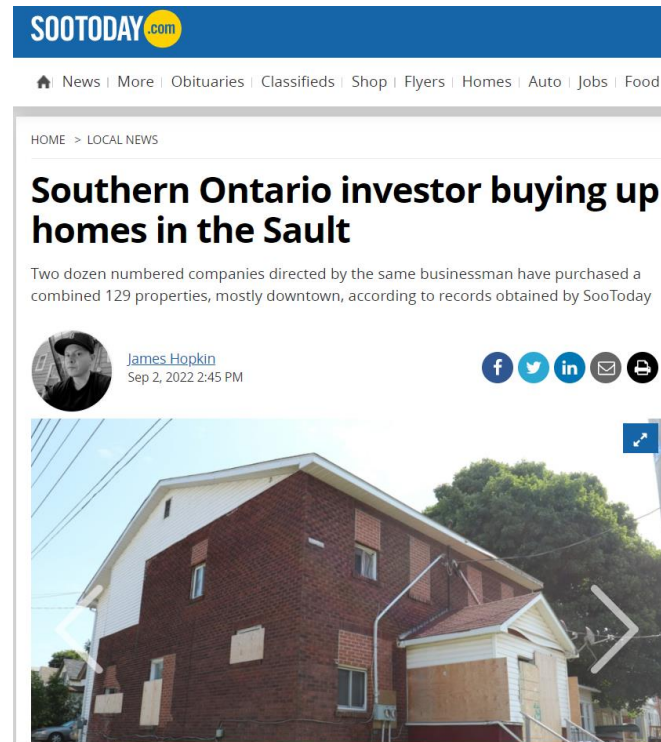 SOOTODAY.com
News | More | Obituaries | Classifieds | Shop | Flyers | Homes | Auto | Jobs | Food
HOME > LOCAL NEWS
Southern Ontario investor buying up
homes in the Sault
Two dozen numbered companies directed by the same businessman have purchased a
combined 129 properties, mostly downtown, according to records obtained by SooToday
James Hopkin
Sep 2, 2022 2:45 PM